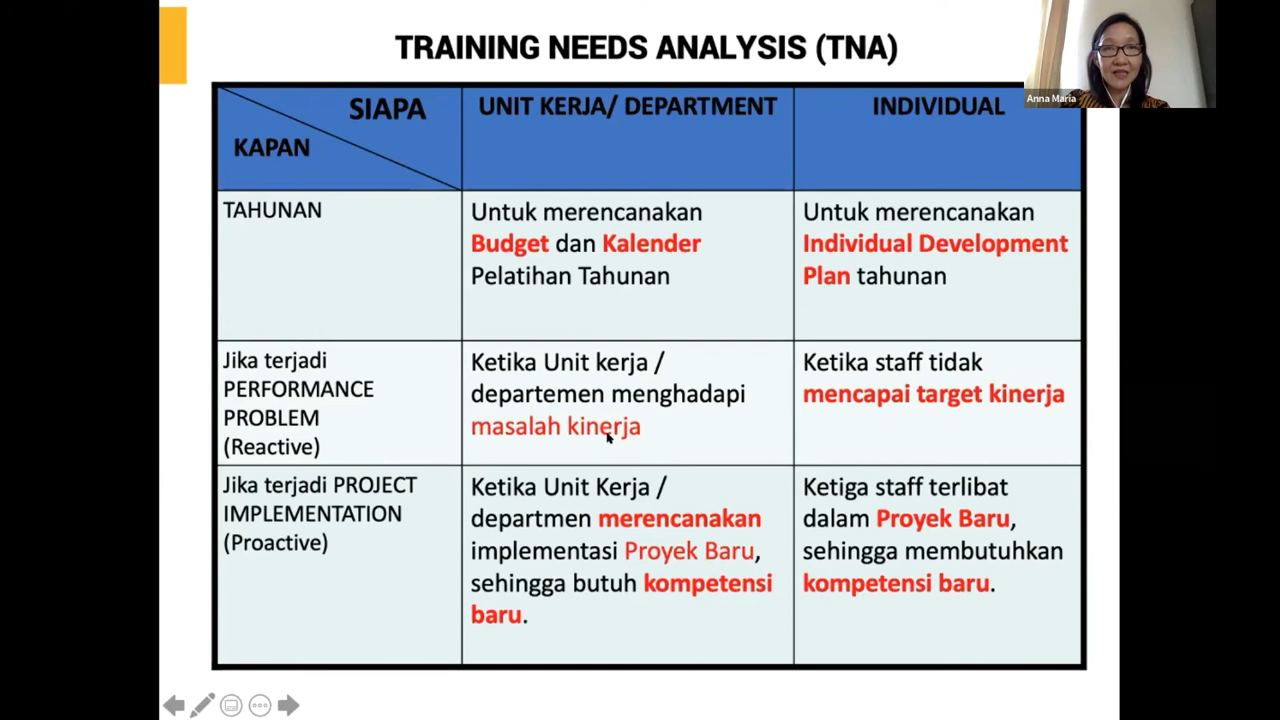 TRAINING NEEDS ANALYSIS (TNA)
Anna Maria
SIAPA
KAPAN
UNIT KERJA/ DEPARTMENT
INDIVIDUAL
TAHUNAN
Untuk merencanakan
Budget dan Kalender
Pelatihan Tahunan
Untuk merencanakan
Individual Development
Plan tahunan
Jika terjadi
PERFORMANCE
PROBLEM
(Reactive)
Ketika Unit kerja /
departemen menghadapi
masalah kinerja
Ketika staff tidak
mencapai target kinerja
Jika terjadi PROJECT
IMPLEMENTATION
(Proactive)
Ketika Unit Kerja /
departmen merencanakan
implementasi Proyek Baru,
sehingga butuh kompetensi
baru.
Ketiga staff terlibat
dalam Proyek Baru,
sehingga membutuhkan
kompetensi baru.